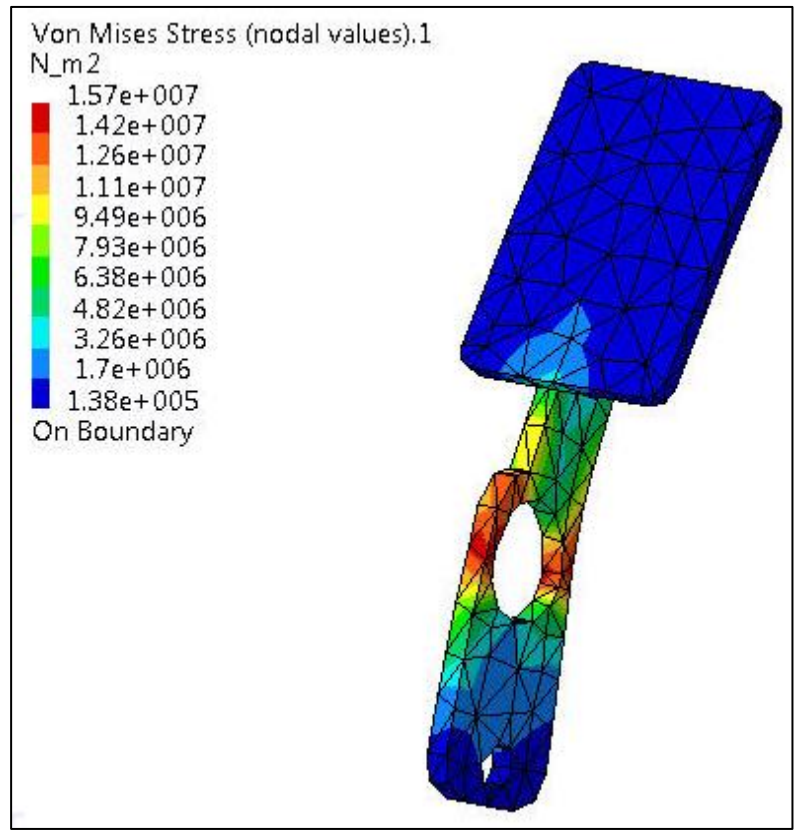 Von Mises Stress (nodal values).1
N_m2
1.57e+007
1.42e+007
1.26e+007
1.11e+007
9.49e+006
7.93e+006
6.38e+006
4.82e+006
3.26e+006
1.7e+006
1.38e+005
On Boundary